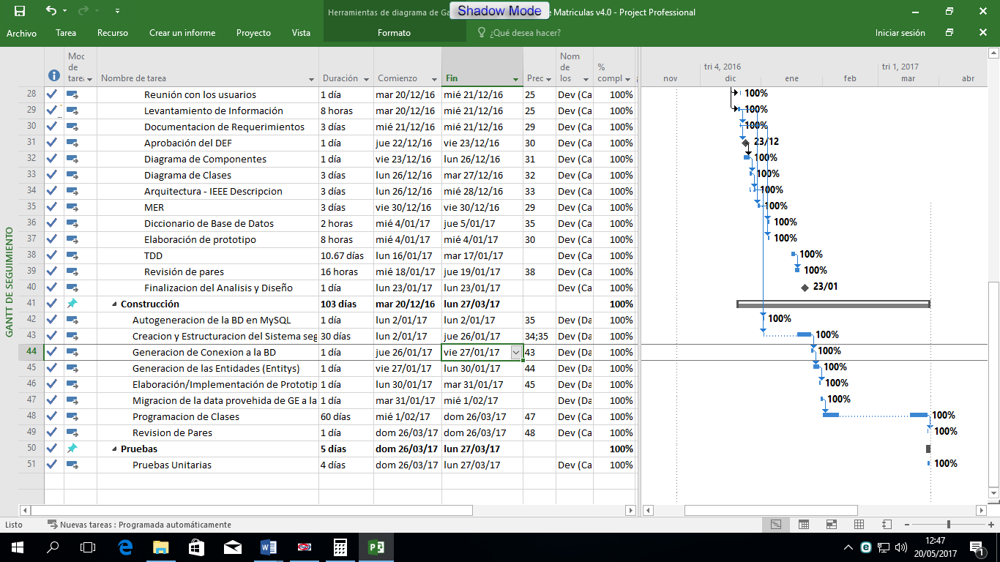 Herramientas de diagrama de Ga
Shadow Mode
e Matriculas v4.0 - Project Professional
Archivo Tarea Recurso Crear un informe Proyecto Vista Formato ¿Qué desea hacer? Iniciar sesión
GANTT DE SEGUIMIENTO
Moc de tarea Nombre de tarea Duración Comienzo Fin Prec Nom de los % compl
tri 4, 2016 tri 1, 2017
nov dic ene feb mar abr
28 Reunión con los usuarios 1 día mar 20/12/16 mié 21/12/16 25 Dev (Ca 100% 100%
29 Levantamiento de Información 8 horas mar 20/12/16 mié 21/12/16 25 Dev (Ca 100% 100%
30 Documentacion de Requerimientos 3 días mié 21/12/16 mié 21/12/16 29 Dev (Ca 100% 100%
31 Aprobación del DEF 1 día jue 22/12/16 vie 23/12/16 30 Dev (Ca 100% 23/12
32 Diagrama de Componentes 1 día vie 23/12/16 lun 26/12/16 31 Dev (Ca 100% 100%
33 Diagrama de Clases 3 días lun 26/12/16 mar 27/12/16 32 Dev (Ca 100% 100%
34 Arquitectura - IEEE Descripcion 3 días lun 26/12/16 mié 28/12/16 33 Dev (Ca 100% 100%
35 MER 3 días vie 30/12/16 vie 30/12/16 29 Dev (Ca 100% 100%
36 Diccionario de Base de Datos 2 horas mié 4/01/17 jue 5/01/17 35 Dev (Ca 100% 100%
37 Elaboración de prototipo 8 horas mié 4/01/17 mié 4/01/17 30 Dev (Ca 100% 100%
38 TDD 10.67 días lun 16/01/17 mar 17/01/17 Dev (Ca 100% 100%
39 Revisión de pares 16 horas mié 18/01/17 jue 19/01/17 38 Dev (Ca 100% 100%
40 Finalizacion del Analisis y Diseño 1 día lun 23/01/17 lun 23/01/17 Dev (Ca 100% 23/01
41 Construcción 103 días mar 20/12/16 lun 27/03/17 100%
42 Autogeneracion de la BD en MySQL 1 día lun 2/01/17 lun 2/01/17 35 Dev (Da 100% 100%
43 Creacion y Estructuracion del Sistema seg 30 días lun 2/01/17 jue 26/01/17 34;35 Dev (Da 100% 100%
44 Generacion de Conexion a la BD 1 día jue 26/01/17 vie 27/01/17 43 Dev (Da 100% 100%
45 Generacion de las Entidades (Entitys) 1 día vie 27/01/17 lun 30/01/17 44 Dev (Da 100% 100%
46 Elaboración/Implementación de Prototip 1 día lun 30/01/17 mar 31/01/17 45 Dev (Da 100% 100%
47 Migracion de la data provehida de GE a la 1 día mar 31/01/17 mié 1/02/17 Dev (Da 100% 100%
48 Programacion de Clases 60 días mié 1/02/17 dom 26/03/17 47 Dev (Ca 100% 100%
49 Revision de Pares 1 día dom 26/03/17 dom 26/03/17 48 Dev (Ca 100% 100%
50 Pruebas 5 días dom 26/03/17 lun 27/03/17 100%
51 Pruebas Unitarias 4 días dom 26/03/17 lun 27/03/17 Dev (Ca 100% 100%
Listo Nuevas tareas : Programada automáticamente
12:47
20/05/2017
1